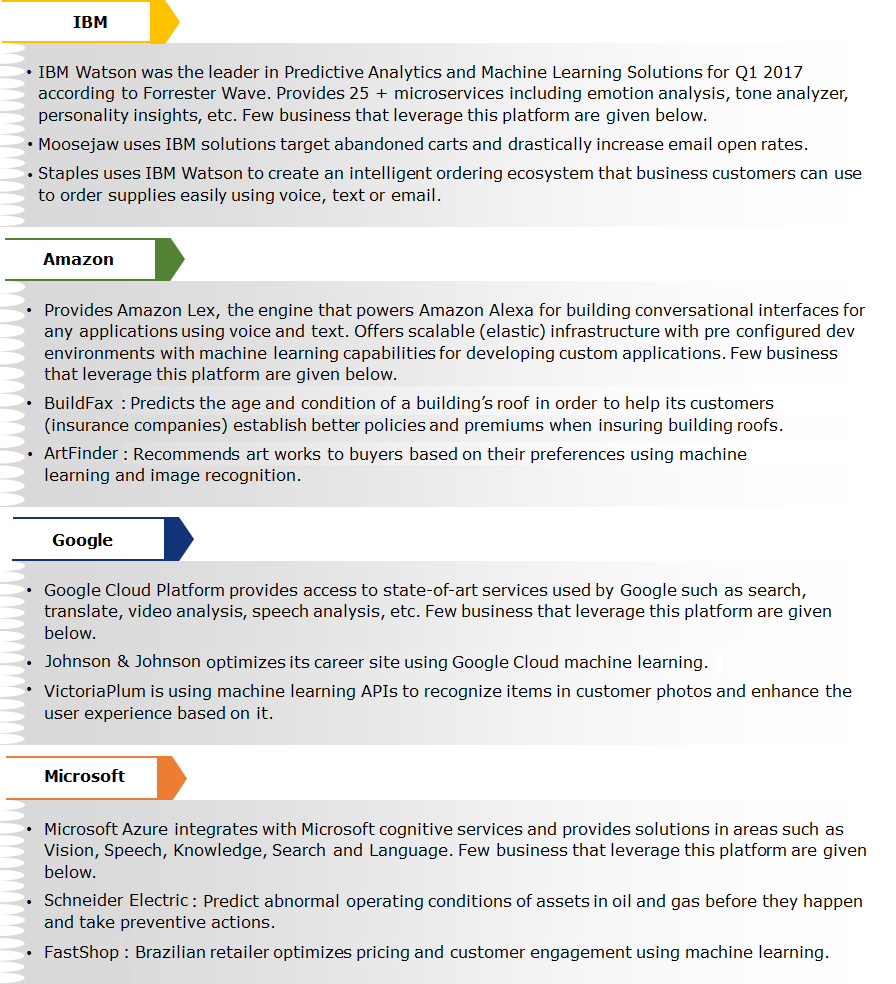 IBM
• IBM Watson was the leader in Predictive Analytics and Machine Learning Solutions for Q1 2017
according to Forrester Wave. Provides 25 + microservices including emotion analysis, tone analyzer,
personality insights, etc. Few business that leverage this platform are given below.
• Moosejaw uses IBM solutions target abandoned carts and drastically increase email open rates.
• Staples uses IBM Watson to create an intelligent ordering ecosystem that business customers can use
to order supplies easily using voice, text or email.
Amazon
• Provides Amazon Lex, the engine that powers Amazon Alexa for building conversational interfaces for
any applications using voice and text. Offers scalable (elastic) infrastructure with pre configured dev
environments with machine learning capabilities for developing custom applications. Few business
that leverage this platform are given below.
• BuildFax : Predicts the age and condition of a building’s roof in order to help its customers
(insurance companies) establish better policies and premiums when insuring building roofs.
• ArtFinder : Recommends art works to buyers based on their preferences using machine
learning and image recognition.
Google
• Google Cloud Platform provides access to state-of-art services used by Google such as search,
translate, video analysis, speech analysis, etc. Few business that leverage this platform are given
below.
• Johnson & Johnson optimizes its career site using Google Cloud machine learning.
• VictoriaPlum is using machine learning APIs to recognize items in customer photos and enhance the
user experience based on it.
Microsoft
• Microsoft Azure integrates with Microsoft cognitive services and provides solutions in areas such as
Vision, Speech, Knowledge, Search and Language. Few business that leverage this platform are given
below.
• Schneider Electric : Predict abnormal operating conditions of assets in oil and gas before they happen
and take preventive actions.
• FastShop : Brazilian retailer optimizes pricing and customer engagement using machine learning.